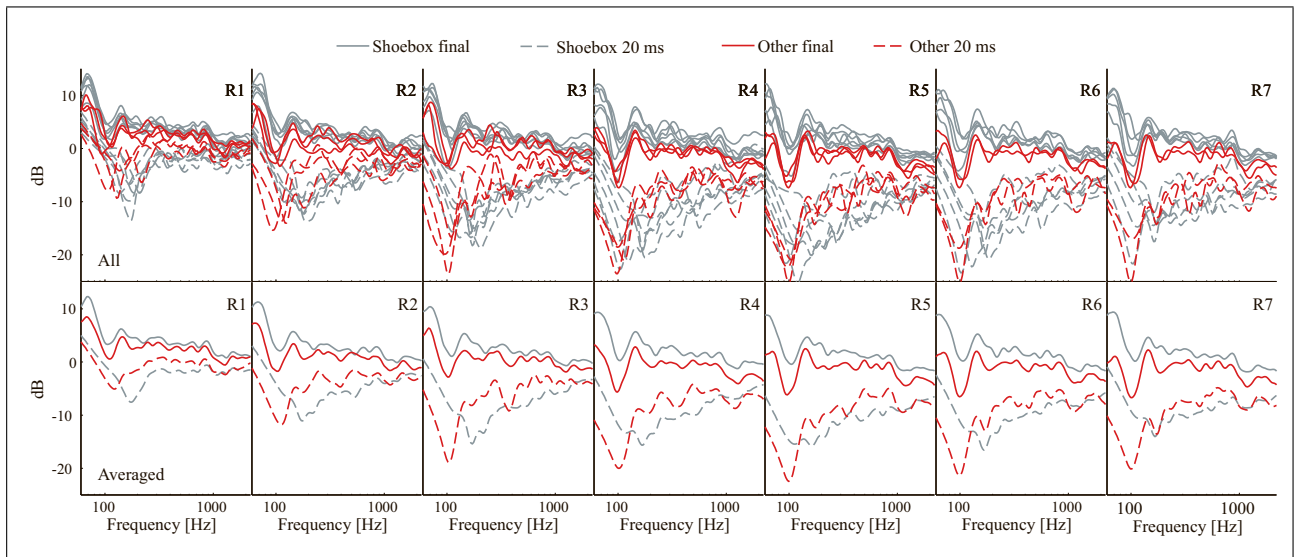 Shoebox final Shoebox 20 ms Other final Other 20 ms
R1 R2 R3 R4 R5 R6 R7
10
0
dB
-10
-20
All
R1 R2 R3 R4 R5 R6 R7
10
0
dB
-10
-20
Averaged
100 1000 100 1000 100 1000 100 1000 100 1000 100 1000 100 1000
Frequency [Hz] Frequency [Hz] Frequency [Hz] Frequency [Hz] Frequency [Hz] Frequency [Hz] Frequency [Hz]